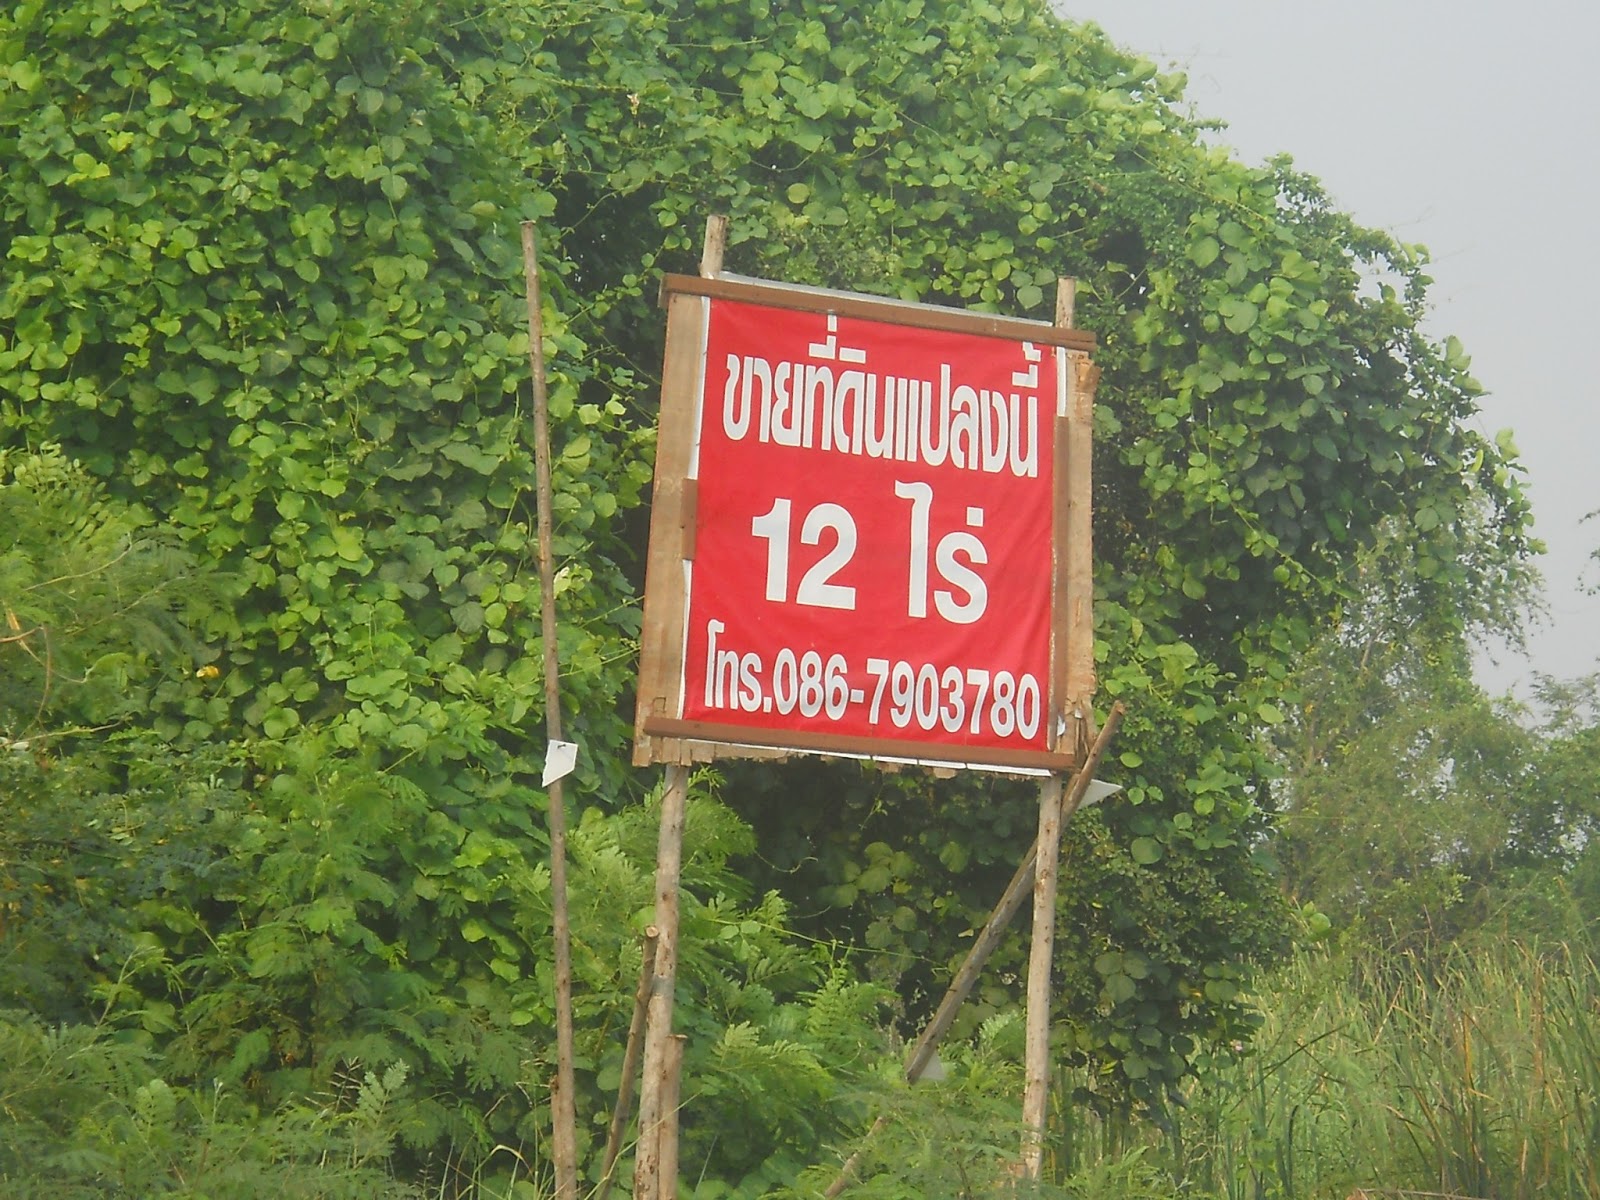 ขายที่ดินแปลงนี้
12 ไร่
โทร.086-7903780